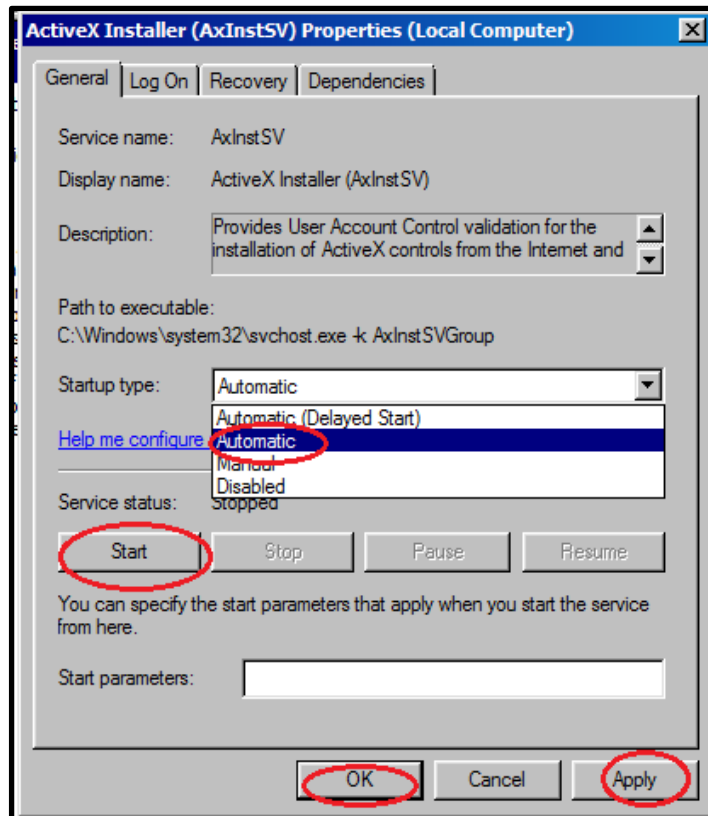 ActiveX Installer (AxInstSV) Properties (Local Computer)
General Log On Recovery Dependencies
Service name: AxInstSV
Display name: ActiveX Installer (AxInstSV)
Description: Provides User Account Control validation for the
installation of ActiveX controls from the Internet and
Path to executable:
C:\Windows\system32\svchost.exe -k AxInstSVGroup
Startup type: Automatic
Automatic (Delayed Start)
Help me configure Automatic
Manual
Disabled
Service status: Stopped
Start Stop Pause Resume
You can specify the start parameters that apply when you start the service
from here.
Start parameters:
OK Cancel Apply